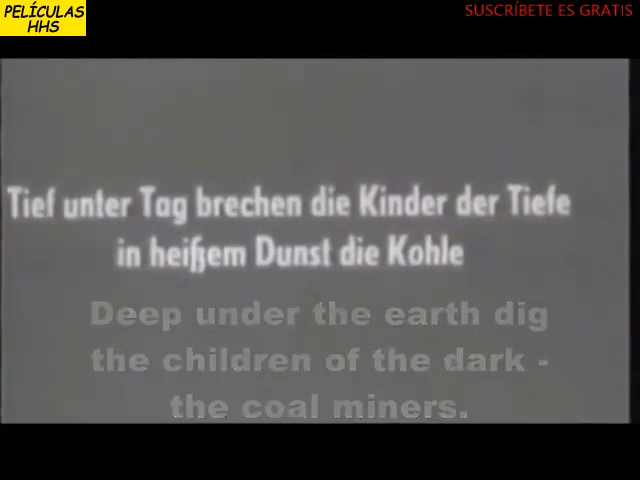 PELÍCULAS
HHS
SUSCRÍBETE ES GRATIS
Tief unter Tag brechen die Kinder der Tiefe
in heißem Dunst die Kohle
Deep under the earth dig
the children of the dark -
the coal miners.